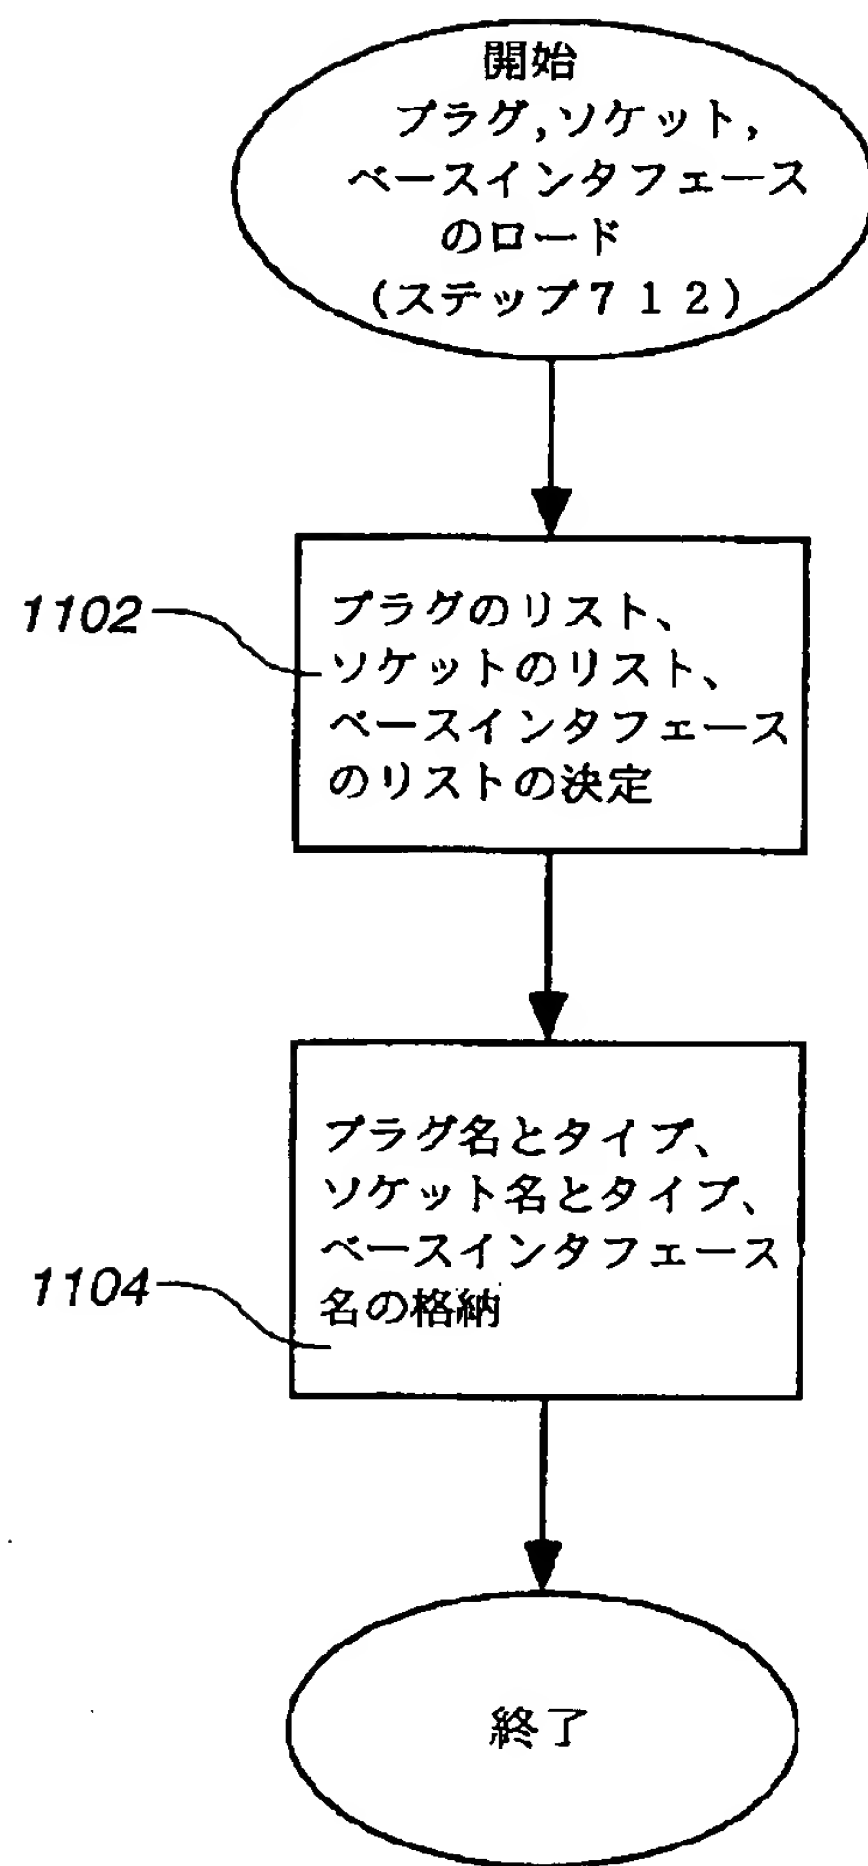 開始
プラグ,ソケット,
ベースインタフェース
のロード
(ステップ712)
1102
プラグのリスト、
ソケットのリスト、
ベースインタフェース
のリストの決定
1104
プラグ名とタイプ、
ソケット名とタイプ、
ベースインタフェース
名の格納
終了